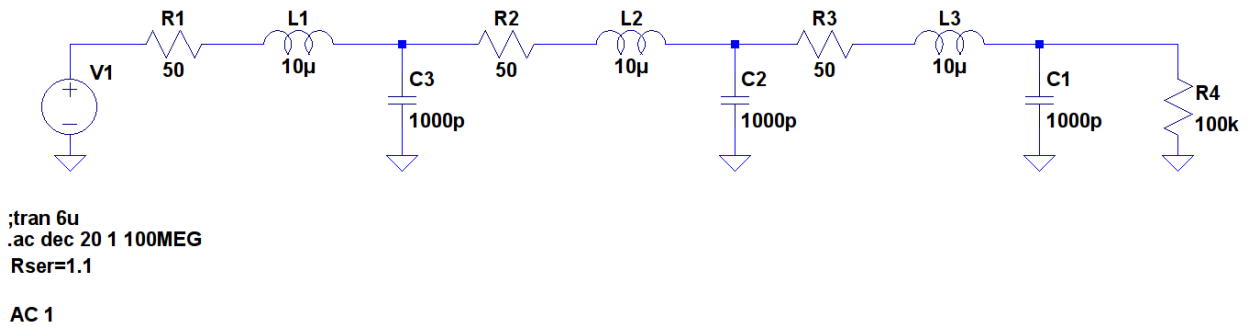 R1 L1 R2 L2 R3 L3
V1 50 10µ C3 50 10µ C2 50 10µ C1 R4
1000p 1000p 1000p 100k
;tran 6u
.ac dec 20 1 100MEG
Rser=1.1
AC 1